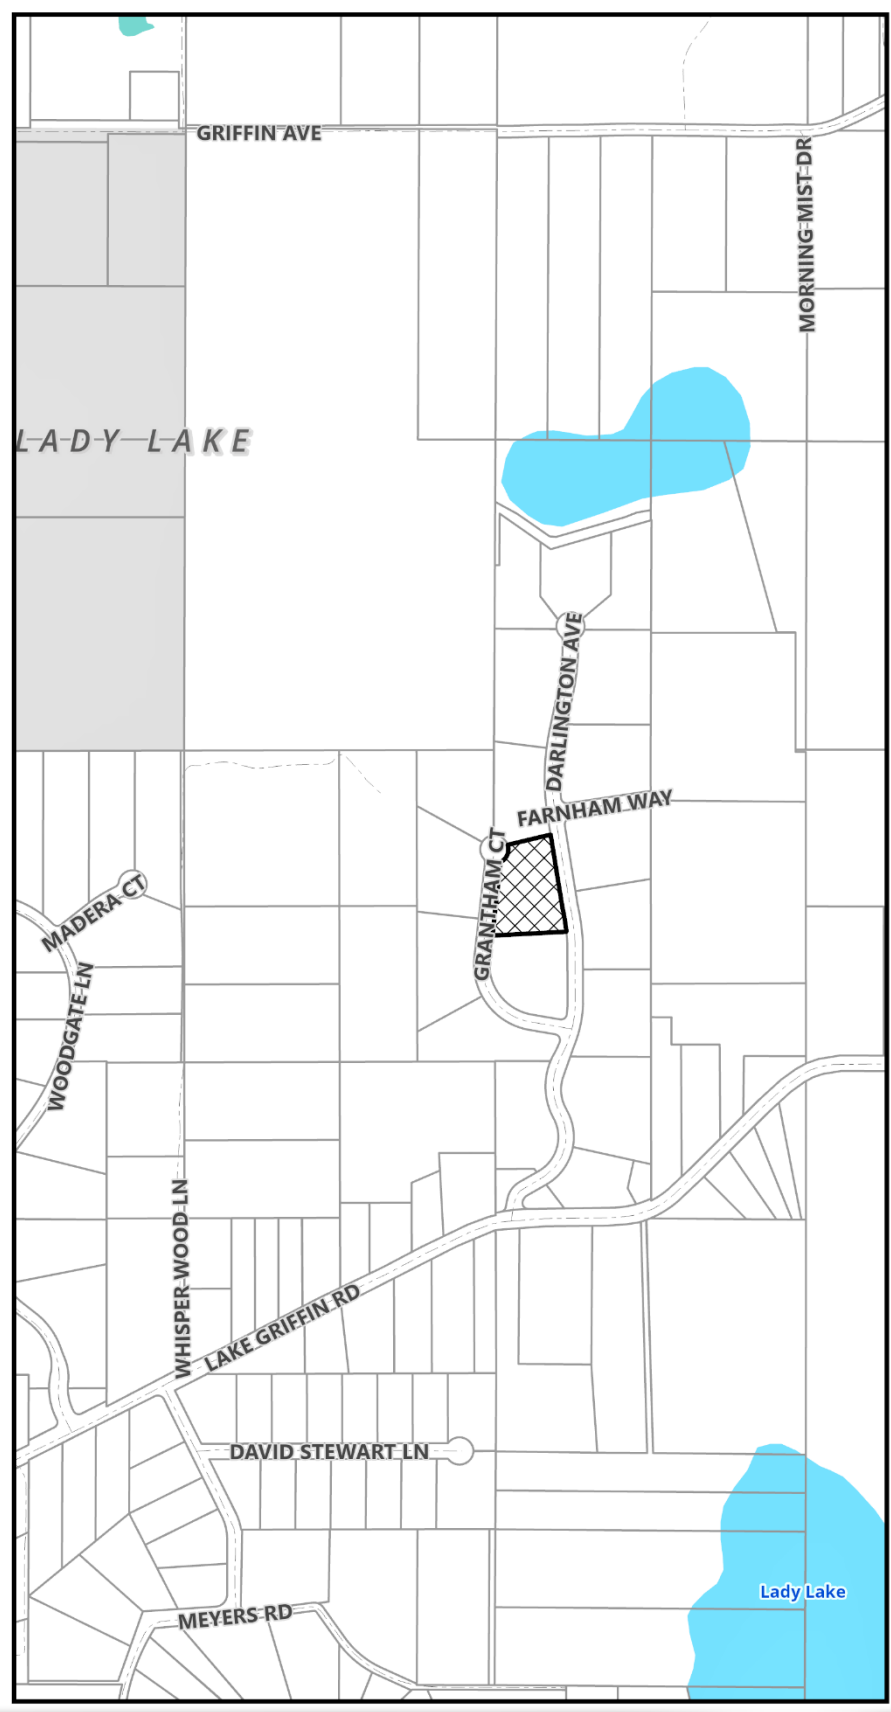 GRIFFIN AVE
MORNING MIST DR
LADY LAKE
DARLINGTON AVE
FARNHAM WAY
GRANTHAM CT
MADERA CT
WOODGATE LN
WHISPER WOOD LN
LAKE GRIFFIN RD
DAVID STEWART LN
Lady Lake
MEYERS RD